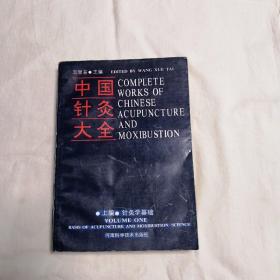 王雪苔●主编 EDITED BY WANG XUE TAI
中国
针灸
大全
COMPLETE
WORKS OF
CHINESE
ACUPUNCTURE
AND
MOXIBUSTION
●上编● 针灸学基础
VOLUME ONE
BASIS OF ACUPUNCTURE AND MOXIBUSTION SCIENCE
河南科学技术出版社